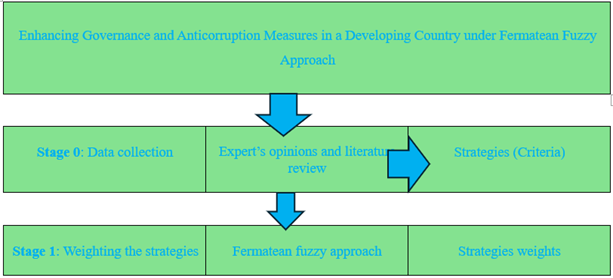 Enhancing Governance and Anticorruption Measures in a Developing Country under Fermatean Fuzzy
Approach
Stage 0: Data collection
Expert's opinions and literature
review
Strategies (Criteria)
Stage 1: Weighting the strategies
Fermatean fuzzy approach
Strategies weights